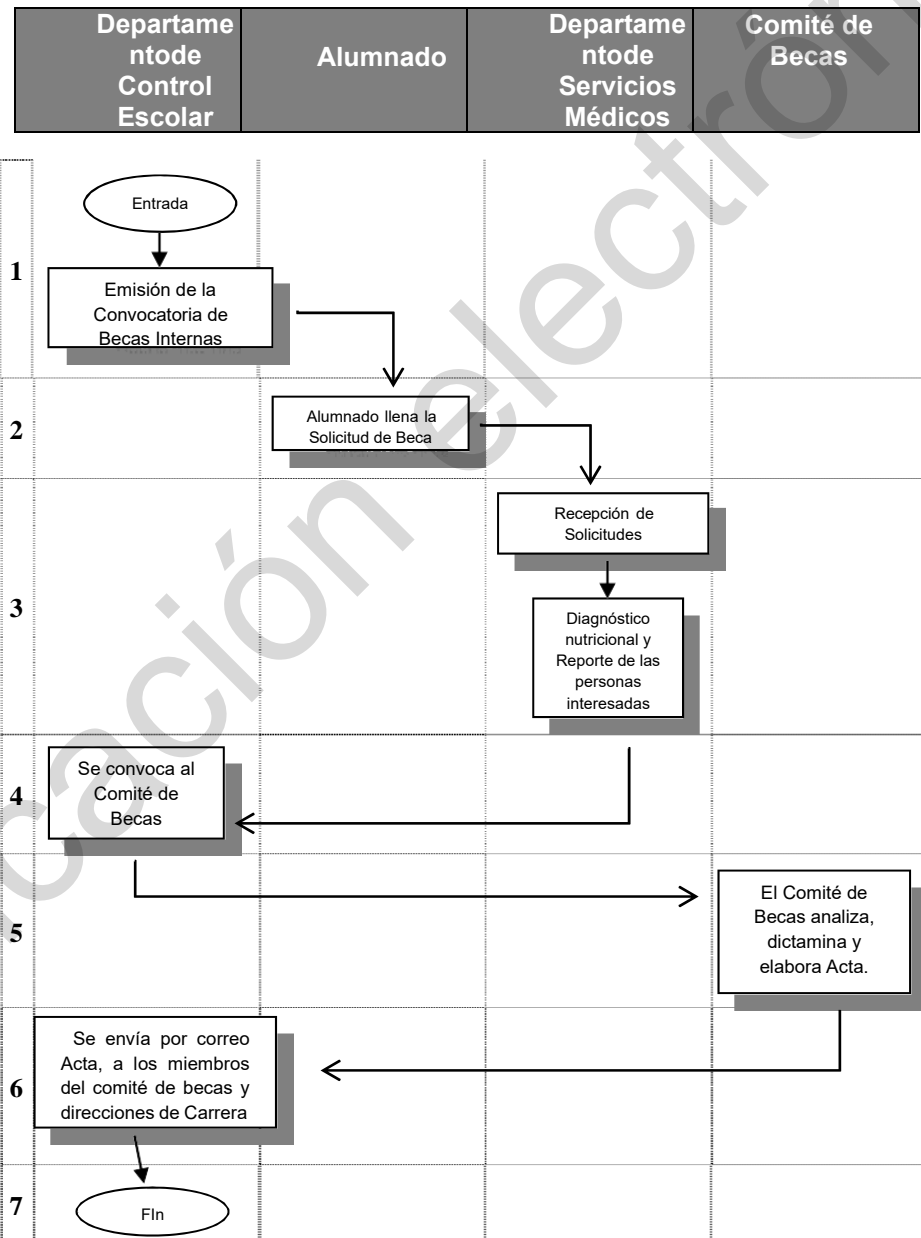 Departame
ntode
Control
Escolar
Alumnado
Departame
ntode
Servicios
Médicos
Comité de
Becas
1
Entrada
Emisión de la
Convocatoria de
Becas Internas
2
Alumnado llena la
Solicitud de Beca
3
Recepción de
Solicitudes
Diagnóstico
nutricional y
Reporte de las
personas
interesadas
4
Se convoca al
Comité de
Becas
5
El Comité de
Becas analiza,
dictamina y
elabora Acta.
6
Se envía por correo
Acta, a los miembros
del comité de becas y
direcciones de Carrera
7
FIn
cación electrón